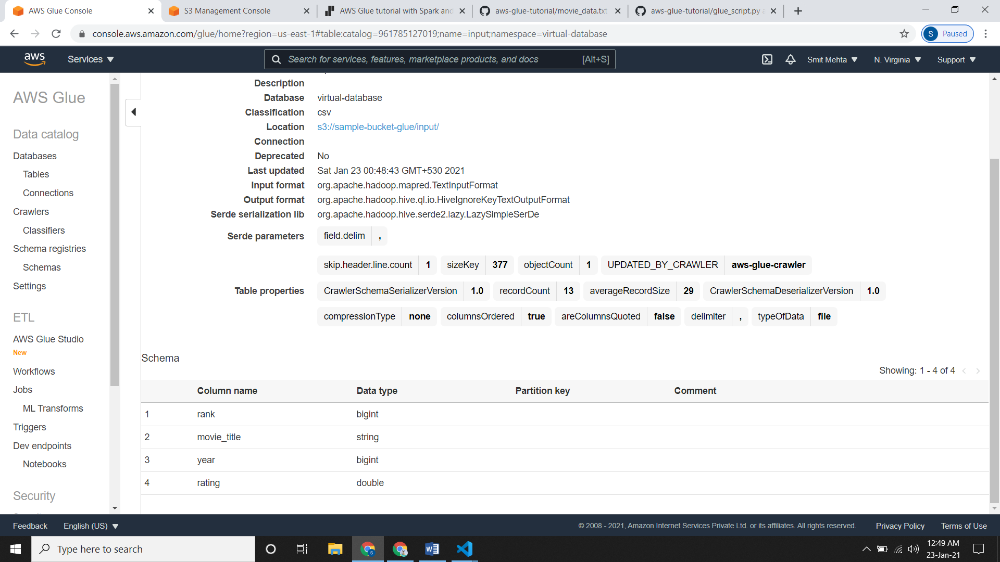 AWS Glue Console
S3 Management Console
AWS Glue tutorial with Spark and
aws-glue-tutorial/movie_data.txt
aws-glue-tutorial/glue_script.py
console.aws.amazon.com/glue/home?region=us-east-1#table:catalog=961785127019;name=input;namespace=virtual-database
S Paused
aws Services Search for services, features, marketplace products, and docs [Alt+S] Smit Mehta N. Virginia Support
AWS Glue
Data catalog
Databases
Tables
Connections
Crawlers
Classifiers
Schema registries
Schemas
Settings
ETL
AWS Glue Studio
New
Workflows
Jobs
ML Transforms
Triggers
Dev endpoints
Notebooks
Security
Description
Database virtual-database
Classification csv
Location s3://sample-bucket-glue/input/
Connection
Deprecated No
Last updated Sat Jan 23 00:48:43 GMT+530 2021
Input format org.apache.hadoop.mapred.TextInputFormat
Output format org.apache.hadoop.hive.ql.io.HiveIgnoreKeyTextOutputFormat
Serde serialization lib org.apache.hadoop.hive.serde2.lazy.LazySimpleSerDe
Serde parameters field.delim ,
skip.header.line.count 1 sizeKey 377 objectCount 1 UPDATED_BY_CRAWLER aws-glue-crawler
Table properties CrawlerSchemaSerializerVersion 1.0 recordCount 13 averageRecordSize 29 CrawlerSchemaDeserializerVersion 1.0
compressionType none columnsOrdered true areColumnsQuoted false delimiter , typeOfData file
Schema
Showing: 1 - 4 of 4
Column name Data type Partition key Comment
1 rank bigint
2 movie_title string
3 year bigint
4 rating double
Feedback English (US) © 2008 - 2021, Amazon Internet Services Private Ltd. or its affiliates. All rights reserved. Privacy Policy Terms of Use
Type here to search
12:49 AM
23-Jan-21